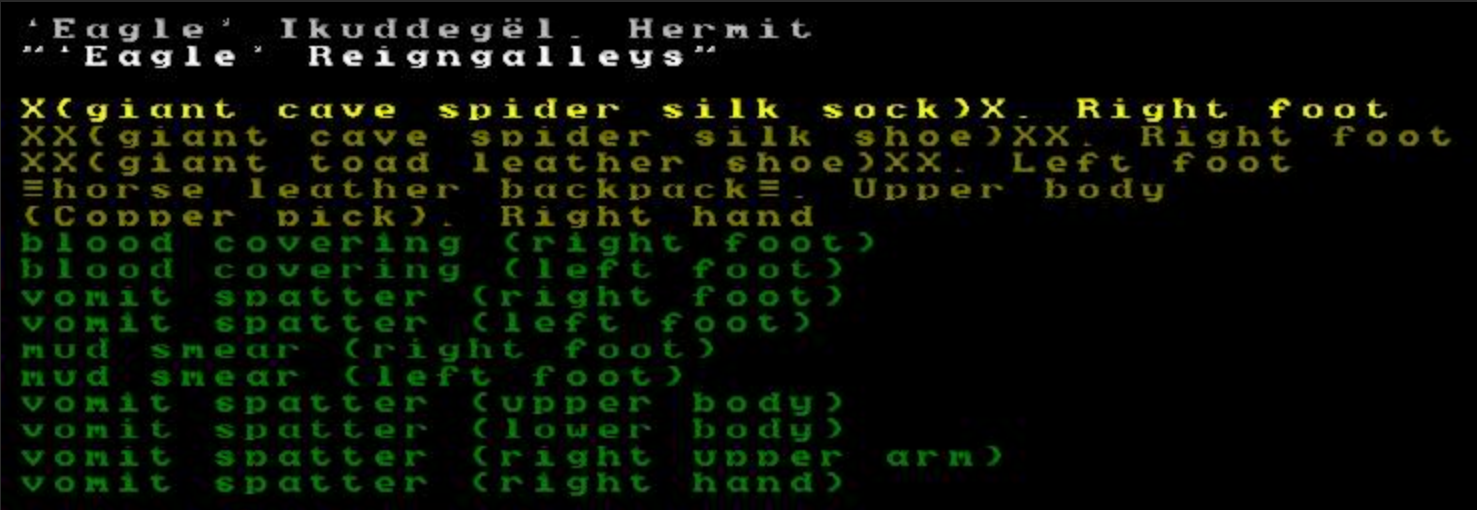 ‘Eagle’ Ikuddegël, Hermit
"‘Eagle’ Reigngalleys"
X(giant cave spider silk sock)X, Right foot
XX(giant cave spider silk shoe)XX, Right foot
XX(giant toad leather shoe)XX, Left foot
≡horse leather backpack≡, Upper body
(Copper pick), Right hand
blood covering (right foot)
blood covering (left foot)
vomit spatter (right foot)
vomit spatter (left foot)
mud smear (right foot)
mud smear (left foot)
vomit spatter (upper body)
vomit spatter (lower body)
vomit spatter (right upper arm)
vomit spatter (right hand)